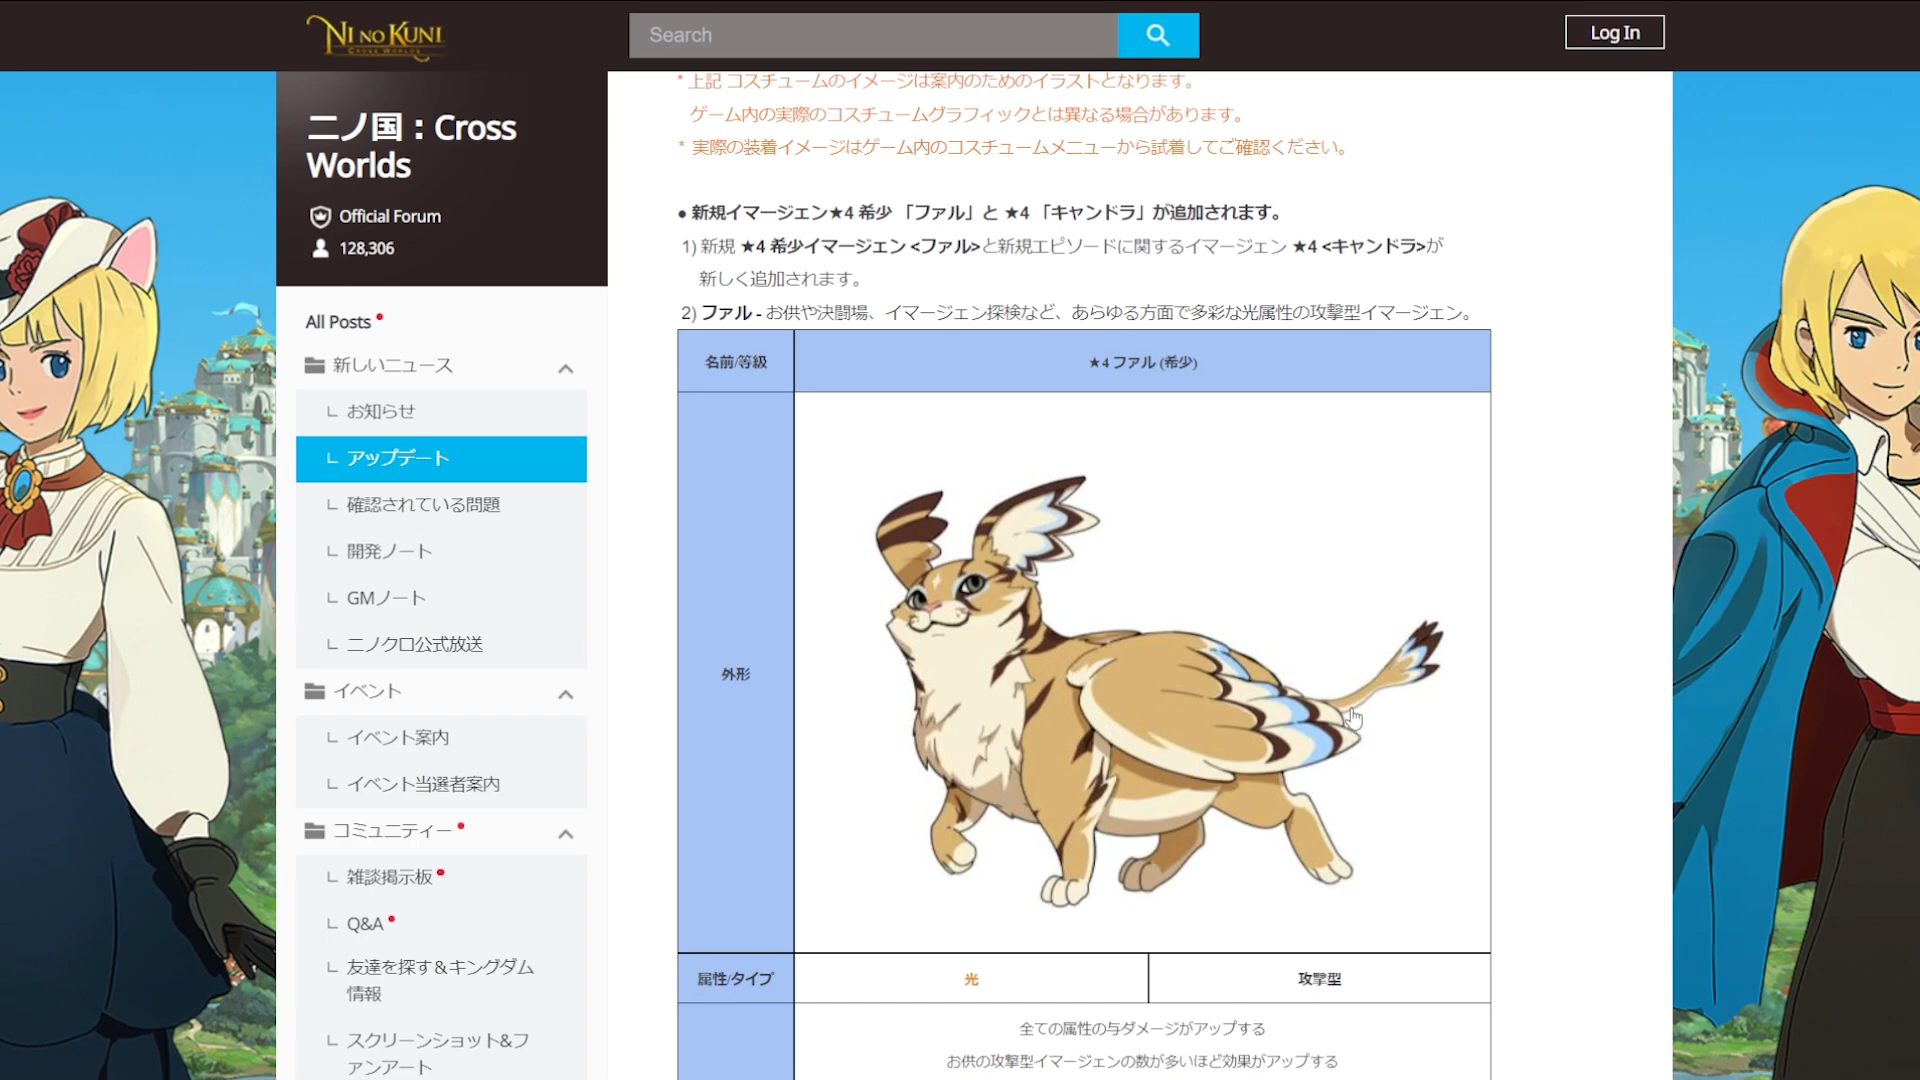 NI NO KUNI
CROSS WORLDS
Search
Log In
二ノ国：Cross
Worlds
Official Forum
128,306
All Posts
新しいニュース
お知らせ
アップデート
確認されている問題
開発ノート
GMノート
二ノクロ公式放送
イベント
イベント案内
イベント当選者案内
コミュニティー
雑談掲示板
Q&A
友達を探す＆キングダム
情報
スクリーンショット&フ
ァンアート
* 上記 コスチュームのイメージは案内のためのイラストとなります。
ゲーム内の実際のコスチュームグラフィックとは異なる場合があります。
* 実際の装着イメージはゲーム内のコスチュームメニューから試着してご確認ください。
● 新規イマージェン★4 希少 「ファル」と ★4 「キャンドラ」が追加されます。
1) 新規 ★4 希少イマージェン <ファル>と新規エピソードに関するイマージェン ★4 <キャンドラ>が
新しく追加されます。
2) ファル - お供や決闘場、イマージェン探検など、あらゆる方面で多彩な光属性の攻撃型イマージェン。
名前/等級
★4 ファル (希少)
外形
属性/タイプ
光
攻撃型
全ての属性の与ダメージがアップする
お供の攻撃型イマージェンの数が多いほど効果がアップする